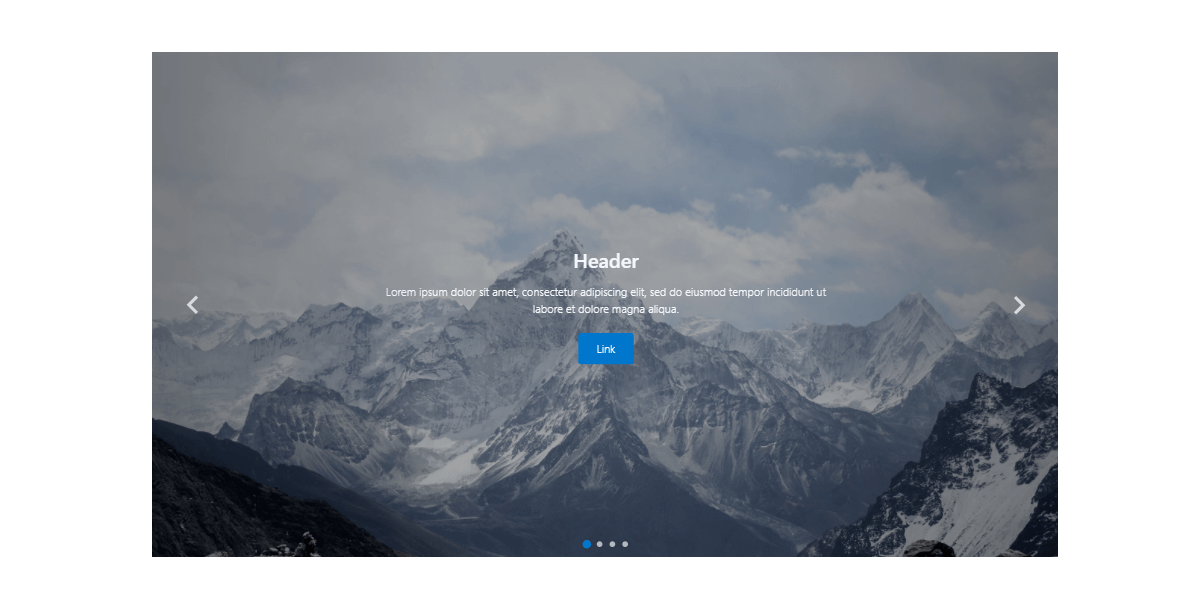 Header
Lorem ipsum dolor sit amet, consectetur adipiscing elit, sed do eiusmod tempor incididunt ut
labore et dolore magna aliqua.
Link